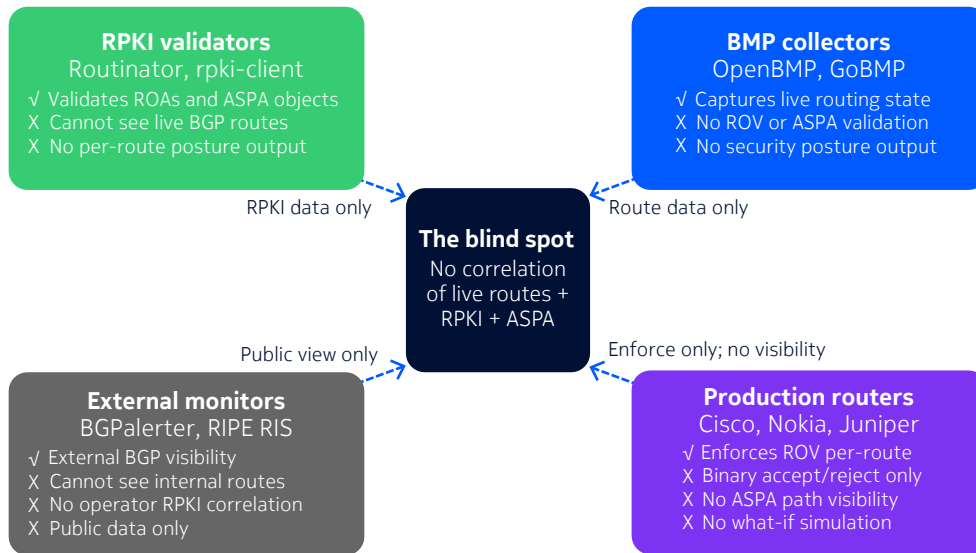 RPKI validators
Routinator, rpki-client
√ Validates ROAs and ASPA objects
X Cannot see live BGP routes
X No per-route posture output
BMP collectors
OpenBMP, GoBMP
√ Captures live routing state
X No ROV or ASPA validation
X No security posture output
RPKI data only
Route data only
The blind spot
No correlation
of live routes +
RPKI + ASPA
Public view only
Enforce only; no visibility
External monitors
BGPalerter, RIPE RIS
√ External BGP visibility
X Cannot see internal routes
X No operator RPKI correlation
X Public data only
Production routers
Cisco, Nokia, Juniper
√ Enforces ROV per-route
X Binary accept/reject only
X No ASPA path visibility
X No what-if simulation